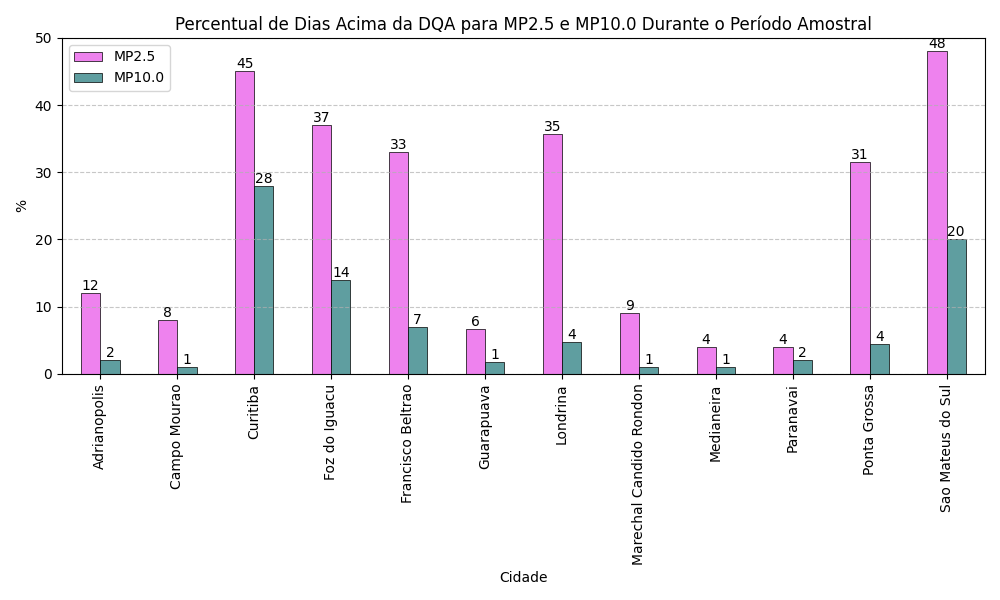 Percentual de Dias Acima da DQA para MP2.5 e MP10.0 Durante o Período Amostral
MP2.5
MP10.0
%
50
40
30
20
10
0
12
2
8
1
45
28
37
14
33
7
6
1
35
4
9
1
4
1
4
2
31
4
48
20
Adrianopolis
Campo Mourao
Curitiba
Foz do Iguacu
Francisco Beltrao
Guarapuava
Londrina
Marechal Candido Rondon
Medianeira
Paranavai
Ponta Grossa
Sao Mateus do Sul
Cidade